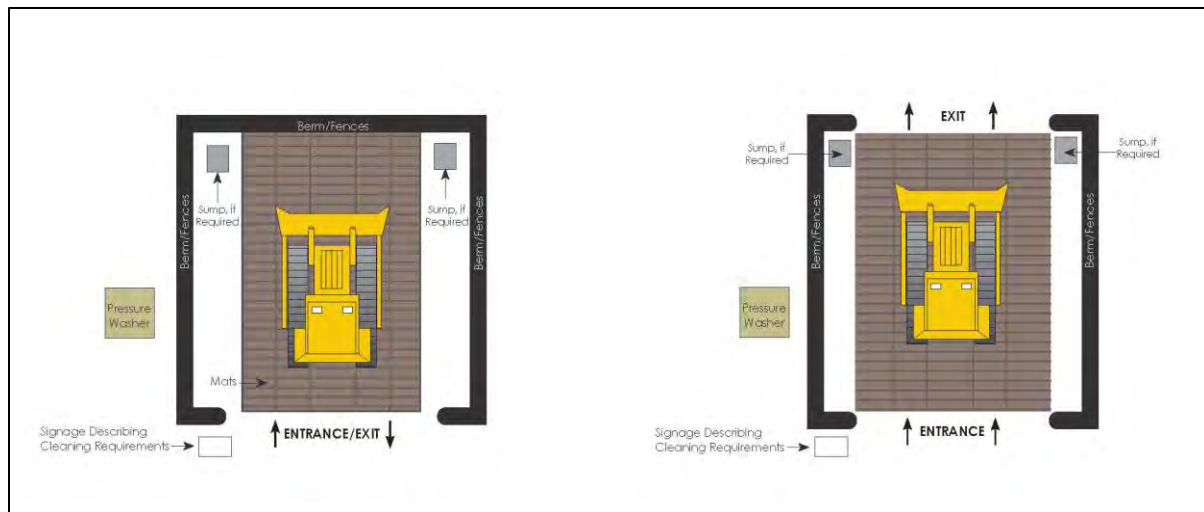 Berm/Fences
Berm/Fences
Berm/Fences
Sump, if
Required
Sump, if
Required
Pressure
Washer
Mats
Signage Describing
Cleaning Requirements
ENTRANCE/EXIT
EXIT
Sump, if
Required
Sump, if
Required
Berm/Fences
Berm/Fences
Pressure
Washer
Signage Describing
Cleaning Requirements
ENTRANCE